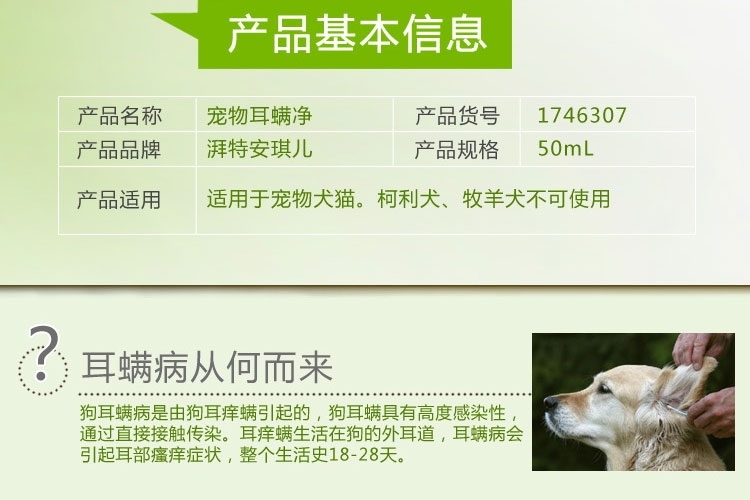 产品基本信息
产品名称 宠物耳螨净 产品货号 1746307
产品品牌 湃特安琪儿 产品规格 50mL
产品适用 适用于宠物犬猫。柯利犬、牧羊犬不可使用
?
耳螨病从何而来
狗耳螨病是由狗耳痒螨引起的，狗耳螨具有高度感染性，
通过直接接触传染。耳痒螨生活在狗的外耳道，耳螨病会
引起耳部瘙痒症状，整个生活史18-28天。